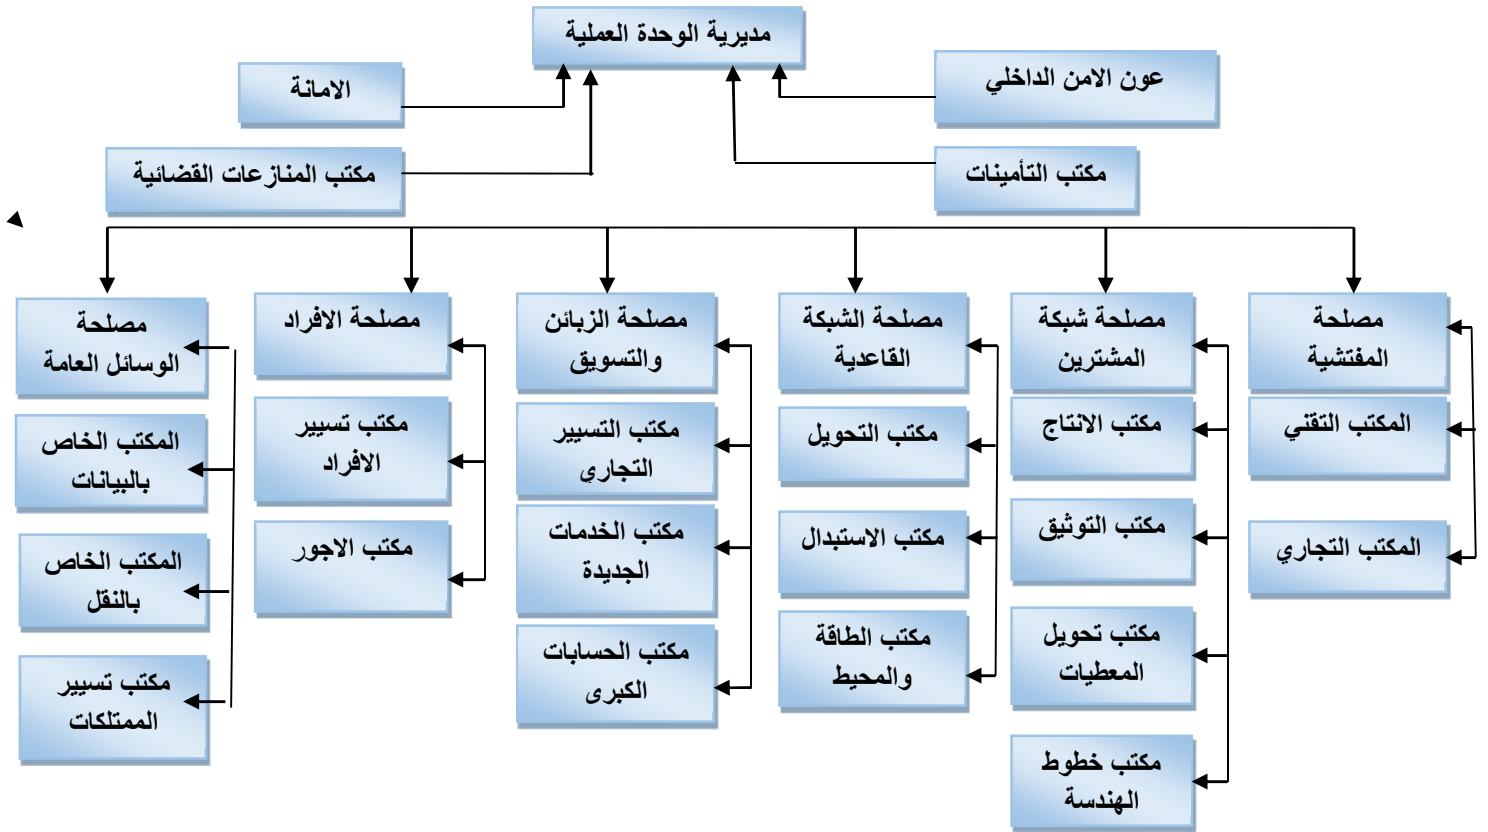 مديرية الوحدة العملية
عون الامن الداخلي
الامانة
مكتب التأمينات
مكتب المنازعات القضائية
مصلحة
المفتشية
المكتب التقني
المكتب التجاري
مصلحة شبكة
المشترين
مكتب الانتاج
مكتب التوثيق
مكتب تحويل
المعطيات
مكتب خطوط
الهندسة
مصلحة الشبكة
القاعدية
مكتب التحويل
مكتب الاستبدال
مكتب الطاقة
والمحيط
مصلحة الزبائن
والتسويق
مكتب التسيير
التجاري
مكتب الخدمات
الجديدة
مكتب الحسابات
الكبرى
مصلحة الافراد
مكتب تسيير
الافراد
مكتب الاجور
مصلحة
الوسائل العامة
المكتب الخاص
بالبيانات
المكتب الخاص
بالنقل
مكتب تسيير
الممتلكات